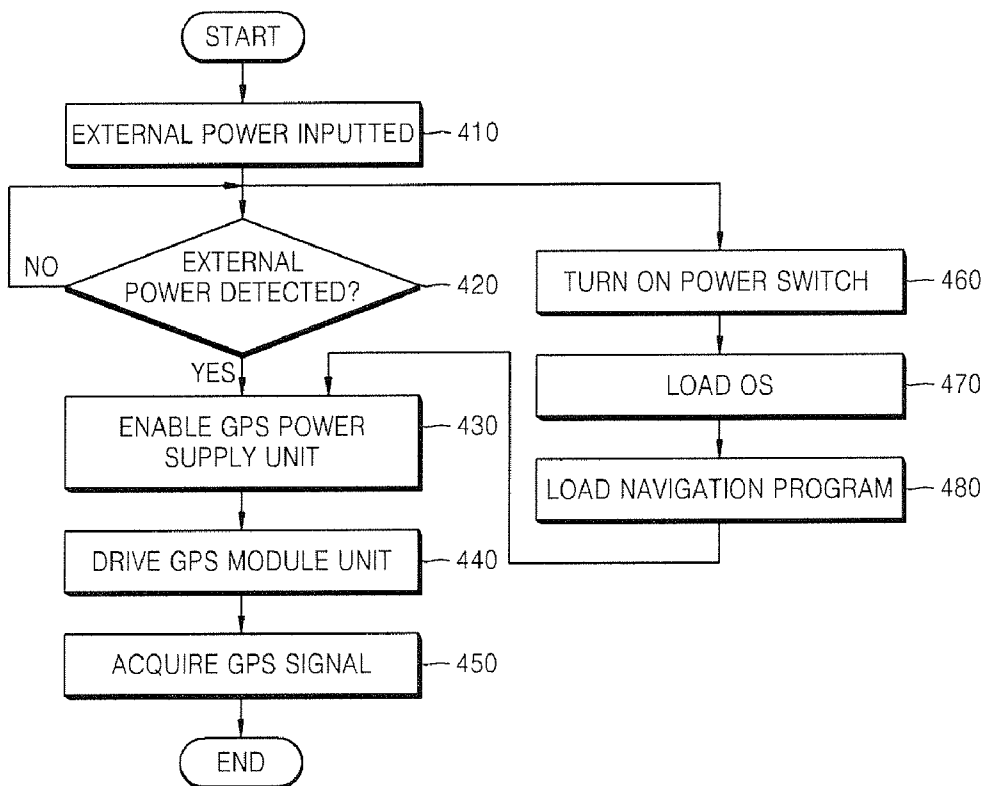 START
EXTERNAL POWER INPUTTED
410
NO
EXTERNAL
POWER DETECTED?
420
YES
ENABLE GPS POWER
SUPPLY UNIT
430
DRIVE GPS MODULE UNIT
440
ACQUIRE GPS SIGNAL
450
END
TURN ON POWER SWITCH
460
LOAD OS
470
LOAD NAVIGATION PROGRAM
480